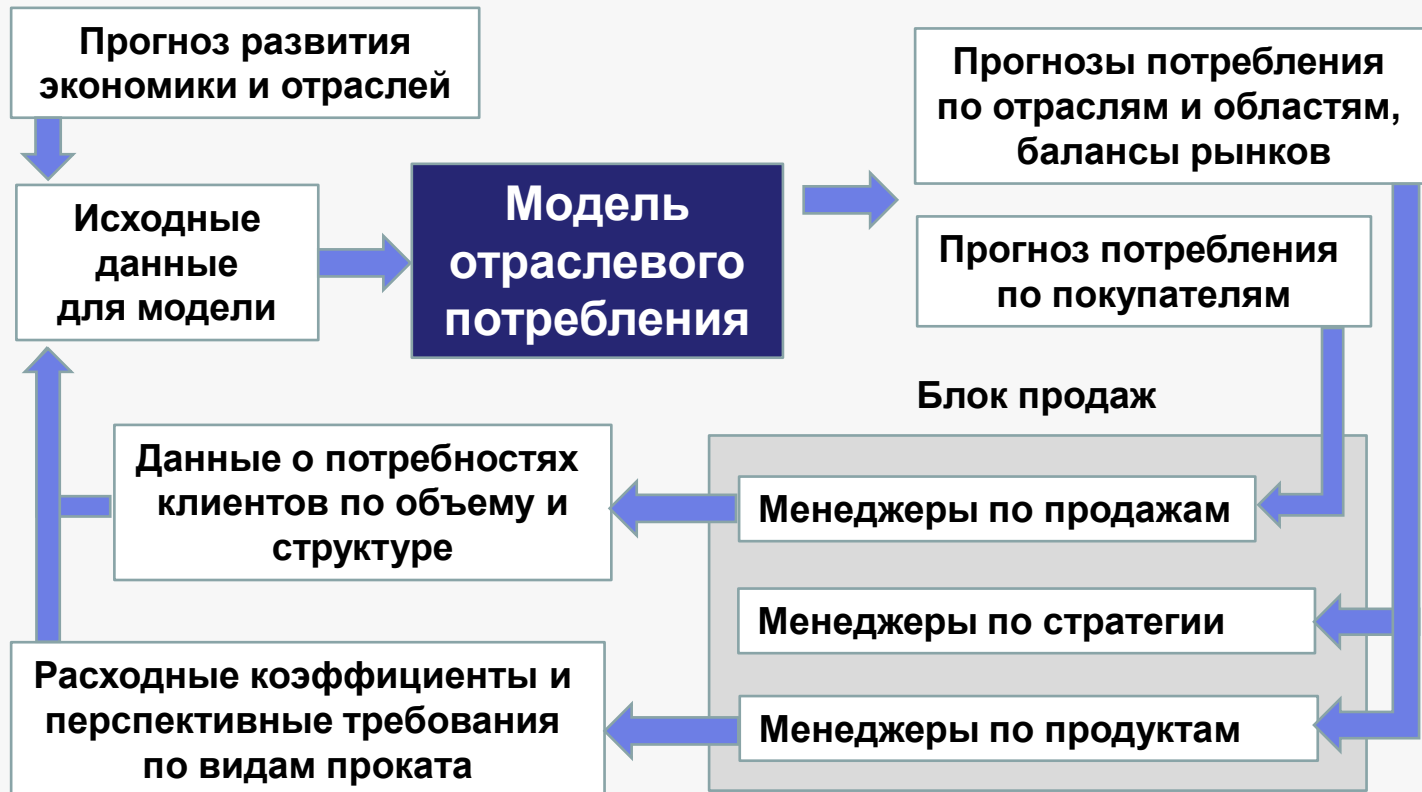 Прогноз развития
экономики и отраслей
Прогнозы потребления
по отраслям и областям,
балансы рынков
Исходные
данные
для модели
Модель
отраслевого
потребления
Прогноз потребления
по покупателям
Блок продаж
Данные о потребностях
клиентов по объему и
структуре
Менеджеры по продажам
Менеджеры по стратегии
Расходные коэффициенты и
перспективные требования
по видам проката
Менеджеры по продуктам